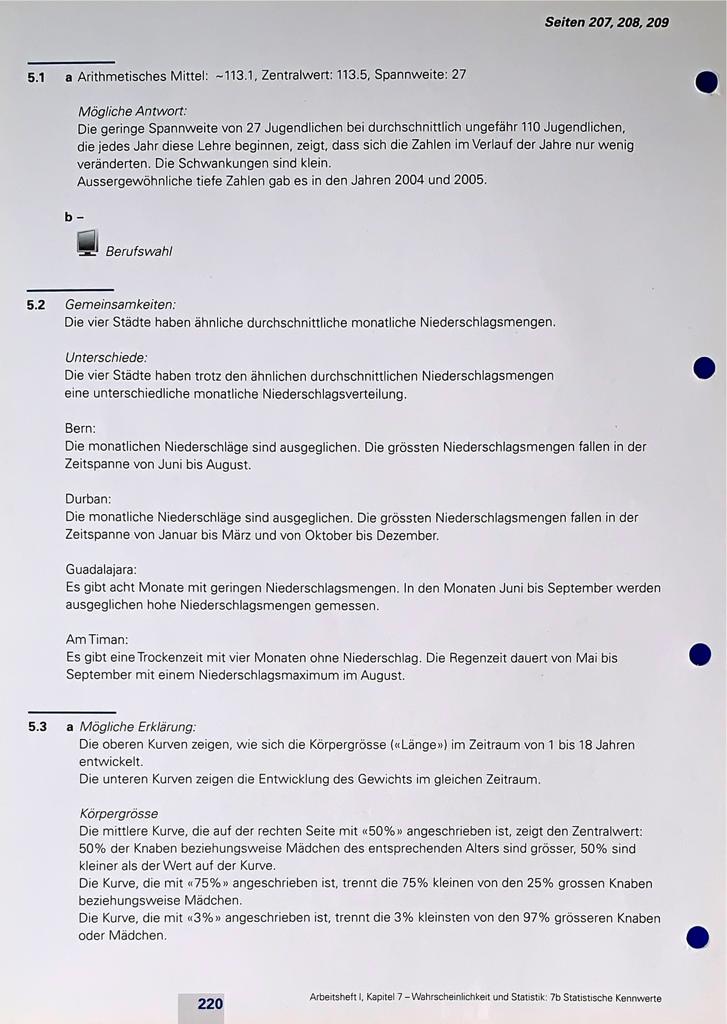 Seiten 207, 208, 209
5.1 a Arithmetisches Mittel: ~113.1, Zentralwert: 113.5, Spannweite: 27
Mögliche Antwort:
Die geringe Spannweite von 27 Jugendlichen bei durchschnittlich ungefähr 110 Jugendlichen,
die jedes Jahr diese Lehre beginnen, zeigt, dass sich die Zahlen im Verlauf der Jahre nur wenig
veränderten. Die Schwankungen sind klein.
Aussergewöhnliche tiefe Zahlen gab es in den Jahren 2004 und 2005.
b –
Berufswahl
5.2 Gemeinsamkeiten:
Die vier Städte haben ähnliche durchschnittliche monatliche Niederschlagsmengen.
Unterschiede:
Die vier Städte haben trotz den ähnlichen durchschnittlichen Niederschlagsmengen
eine unterschiedliche monatliche Niederschlagsverteilung.
Bern:
Die monatlichen Niederschläge sind ausgeglichen. Die grössten Niederschlagsmengen fallen in der
Zeitspanne von Juni bis August.
Durban:
Die monatliche Niederschläge sind ausgeglichen. Die grössten Niederschlagsmengen fallen in der
Zeitspanne von Januar bis März und von Oktober bis Dezember.
Guadalajara:
Es gibt acht Monate mit geringen Niederschlagsmengen. In den Monaten Juni bis September werden
ausgeglichen hohe Niederschlagsmengen gemessen.
Am Timan:
Es gibt eine Trockenzeit mit vier Monaten ohne Niederschlag. Die Regenzeit dauert von Mai bis
September mit einem Niederschlagsmaximum im August.
5.3 a Mögliche Erklärung:
Die oberen Kurven zeigen, wie sich die Körpergrösse («Länge») im Zeitraum von 1 bis 18 Jahren
entwickelt.
Die unteren Kurven zeigen die Entwicklung des Gewichts im gleichen Zeitraum.
Körpergrösse
Die mittlere Kurve, die auf der rechten Seite mit «50%» angeschrieben ist, zeigt den Zentralwert:
50% der Knaben beziehungsweise Mädchen des entsprechenden Alters sind grösser, 50% sind
kleiner als der Wert auf der Kurve.
Die Kurve, die mit «75%» angeschrieben ist, trennt die 75% kleinen von den 25% grossen Knaben
beziehungsweise Mädchen.
Die Kurve, die mit «3%» angeschrieben ist, trennt die 3% kleinsten von den 97% grösseren Knaben
oder Mädchen.
220 Arbeitsheft I, Kapitel 7 – Wahrscheinlichkeit und Statistik: 7b Statistische Kennwerte